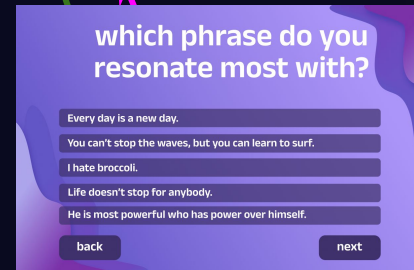 which phrase do you
resonate most with?
Every day is a new day.
You can't stop the waves, but you can learn to surf.
I hate broccoli.
Life doesn't stop for anybody.
He is most powerful who has power over himself.
back
next